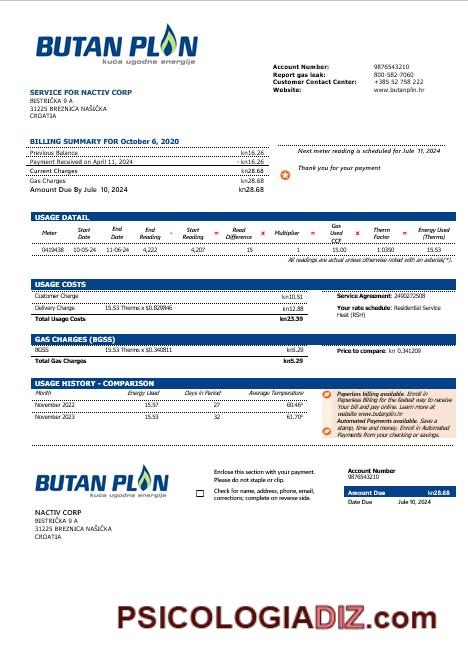 BUTAN PLIN
kuća ugodne energije
Account Number: 9876543210
Report gas leak: 800-582-7060
Customer Contact Center: +385 52 758 222
Website: www.butanplin.hr
SERVICE FOR NACTIV CORP
BISTRIČKA 9 A
31225 BREZNICA NAŠIČKA
CROATIA
BILLING SUMMARY FOR October 6, 2020
Previous Balance kn16.26
Payment Received on April 11, 2024 - kn16.26
Current Charges kn28.68
Gas Charges kn28.68
Amount Due By Jule 10, 2024 kn28.68
Next meter reading is scheduled for Jule 11, 2024
Thank you for your payment
USAGE DATAIL
Meter Start Date End Date End Reading - Start Reading = Read Difference x Multiplier = Gas Used CCF x Therm Factor = Energy Used (Therms)
0419438 10-05-24 11-06-24 4,222 4,207 15 1 15.00 1.0350 15.53
All readings are actual unless otherwise noted with an asterisk(*).
USAGE COSTS
Customer Charge kn10.51
Delivery Charge 15.53 Therms x $0.829846 kn12.88
Total Usage Costs kn23.39
Service Agreement: 2490272508
Your rate schedule: Residential Service
Heat (RSH)
GAS CHARGES (BGSS)
BGSS 15.53 Therms x $0.340811 kn5.29
Total Gas Charges kn5.29
Price to compare: kn 0.341209
USAGE HISTORY - COMPARISON
Month Energy Used Days in Period Average Temperature
November 2022 15.57 27 60.46°
November 2023 15.53 32 61.70°
Paperless billing available. Enroll in
Paperless Billing for the fastest way to receive
Your bill and pay online. Learn more at
website www.butanplin.hr
Automated Payments available. Save a
stamp, time and money. Enroll in Automated
Payments from your checking or savings.
BUTAN PLIN
kuća ugodne energije
NACTIV CORP
BISTRIČKA 9 A
31225 BREZNICA NAŠIČKA
CROATIA
Enclose this section with your payment.
Please do not staple or clip.
Check for name, address, phone, email,
corrections; complete on reverse side.
Account Number
9876543210
Amount Due kn28.68
Date Due Jule 10, 2024
PSICOLOGIADIZ.com